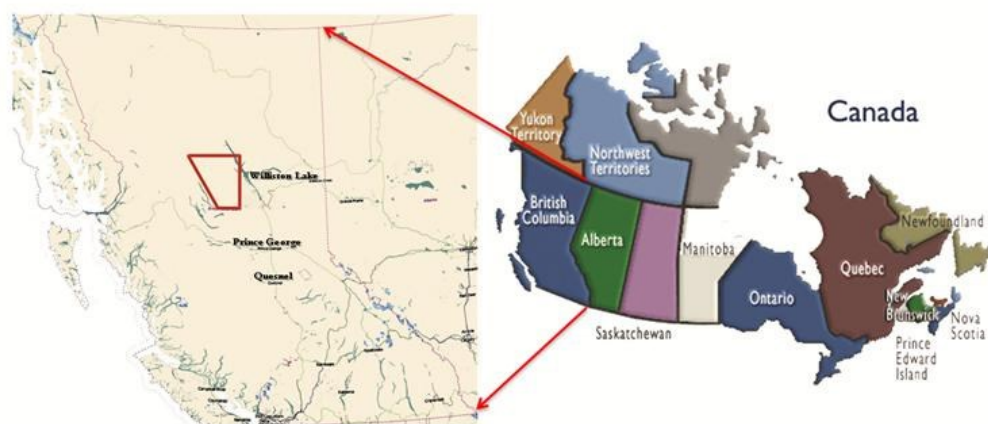 Williston Lake
Prince George
Quesnel
Canada
Yukon
Territory
Northwest
Territories
British
Columbia
Alberta
Manitoba
Saskatchewan
Ontario
Quebec
Newfoundland
New
Brunswick
Nova
Scotia
Prince
Edward
Island